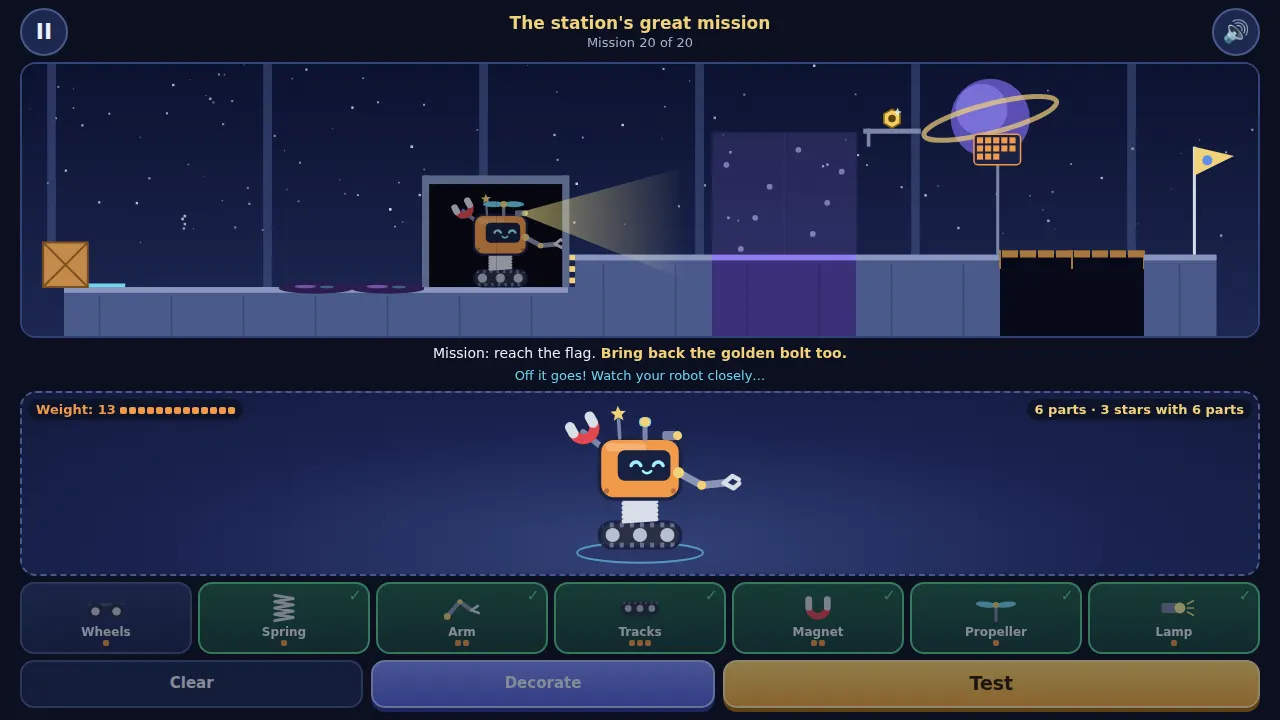 The station's great mission
Mission 20 of 20
Mission: reach the flag. Bring back the golden bolt too.
Off it goes! Watch your robot closely…
Weight: 13
6 parts · 3 stars with 6 parts
Wheels
Spring
Arm
Tracks
Magnet
Propeller
Lamp
Clear
Decorate
Test